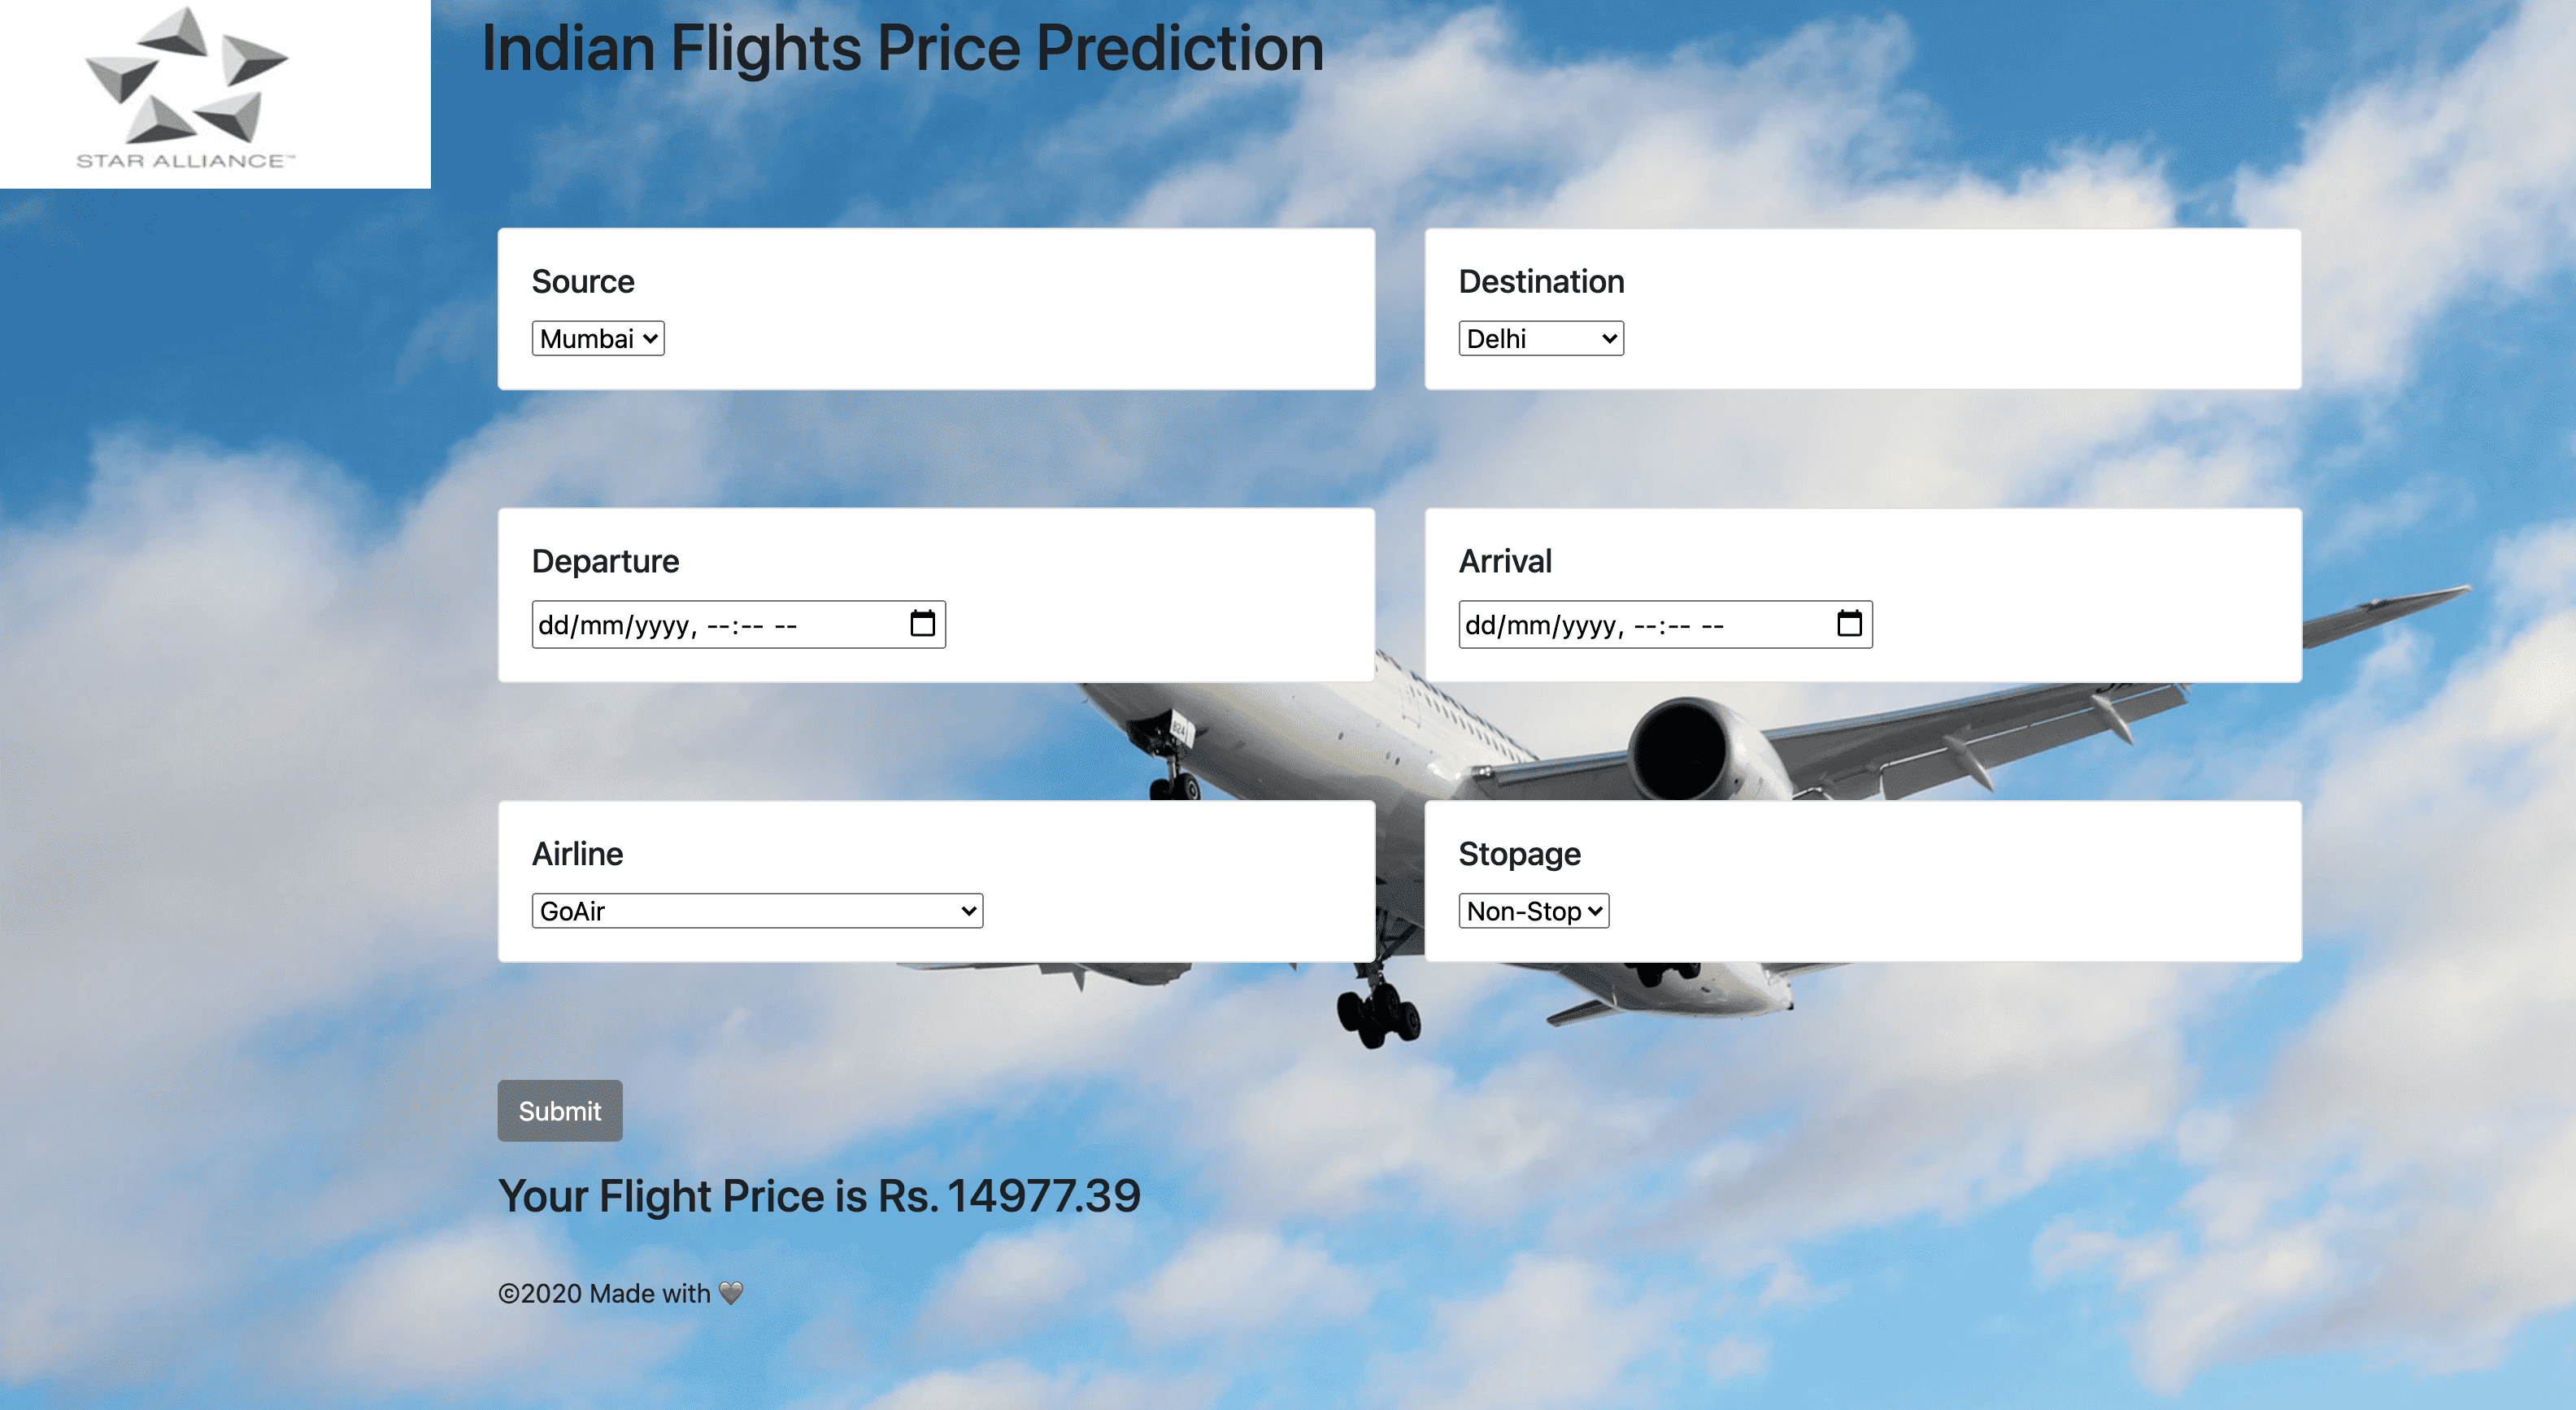 STAR ALLIANCE™
Indian Flights Price Prediction
Source
Mumbai
Destination
Delhi
Departure
dd/mm/yyyy, --:-- --
Arrival
dd/mm/yyyy, --:-- --
Airline
GoAir
Stopage
Non-Stop
Submit
Your Flight Price is Rs. 14977.39
©2020 Made with 🖤